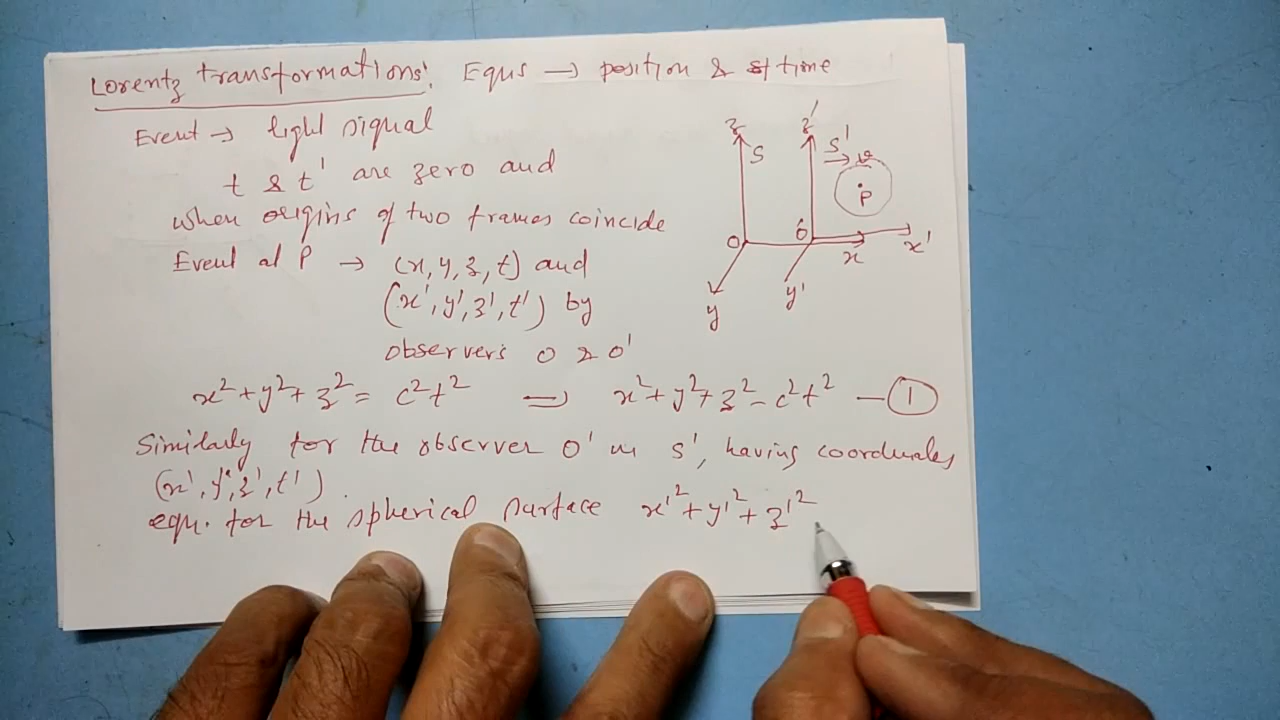 Lorentz transformations: Equs → position & time
Event → light signal
t & t' are zero and
when origins of two frames coincide
Event at P → (x, y, z, t) and
(x', y', z', t') by
observers O & O'
x² + y² + z² = c²t² ⟹ x² + y² + z² = c²t² — ①
Similarly for the observer O' in S', having coordinates
(x', y', z', t').
equ. for the spherical surface x'² + y'² + z'²
z z'
S S' → v
P
O O' x x'
y y'